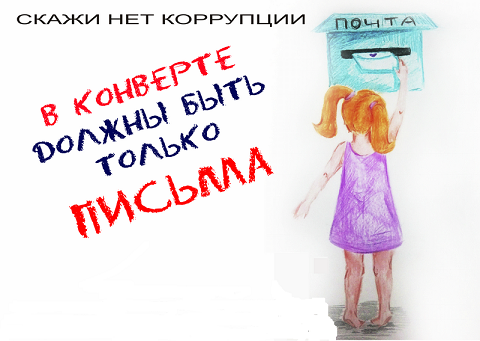 СКАЖИ НЕТ КОРРУПЦИИ
ПОЧТА
В КОНВЕРТЕ
ДОЛЖНЫ БЫТЬ
ТОЛЬКО
ПИСЬМА